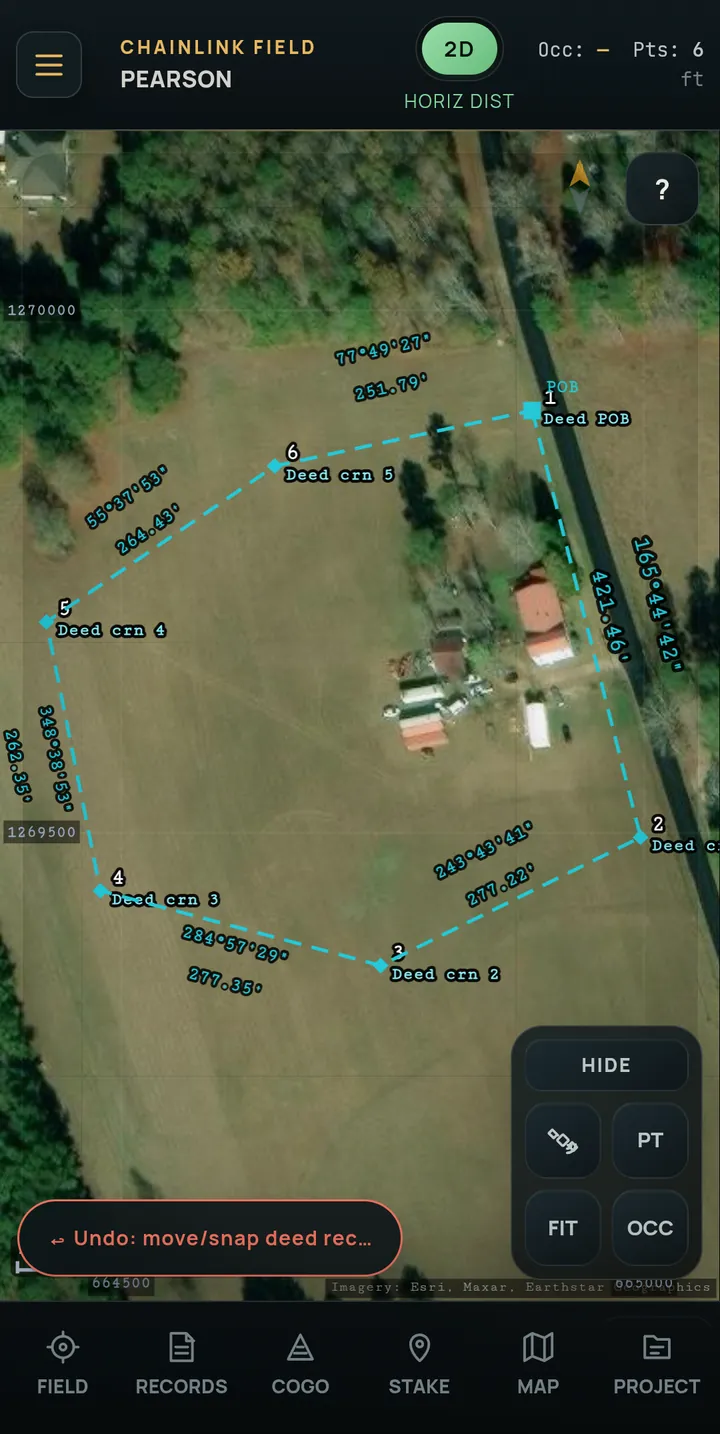 CHAINLINK FIELD
PEARSON
2D
HORIZ DIST
Occ: – Pts: 6
ft
?
1270000
77°49'27"
251.79'
POB
1
Deed POB
6
Deed crn 5
55°37'53"
264.43'
5
Deed crn 4
165°44'42"
421.46'
348°38'53"
262.35'
1269500
2
243°43'41"
277.22'
4
Deed crn 3
284°57'29"
277.35'
3
Deed crn 2
HIDE
PT
FIT
OCC
↩ Undo: move/snap deed rec…
664500
665000
Imagery: Esri, Maxar, Earthstar Geographics
FIELD
RECORDS
COGO
STAKE
MAP
PROJECT